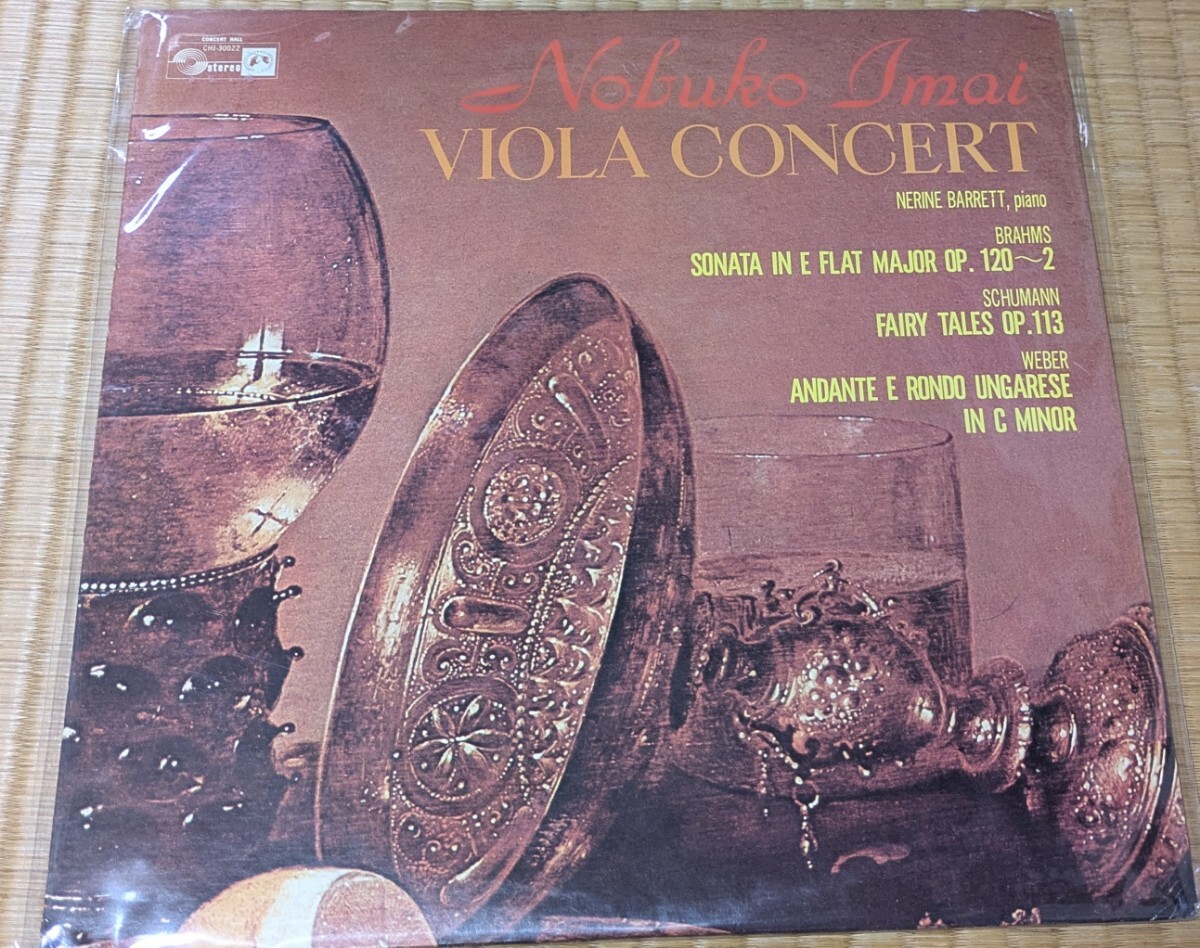 CONCERT HALL
CHJ-30022
stereo
Nobuko Imai
VIOLA CONCERT
NERINE BARRETT, piano
BRAHMS
SONATA IN E FLAT MAJOR OP. 120〜2
SCHUMANN
FAIRY TALES OP.113
WEBER
ANDANTE E RONDO UNGARESE
IN C MINOR